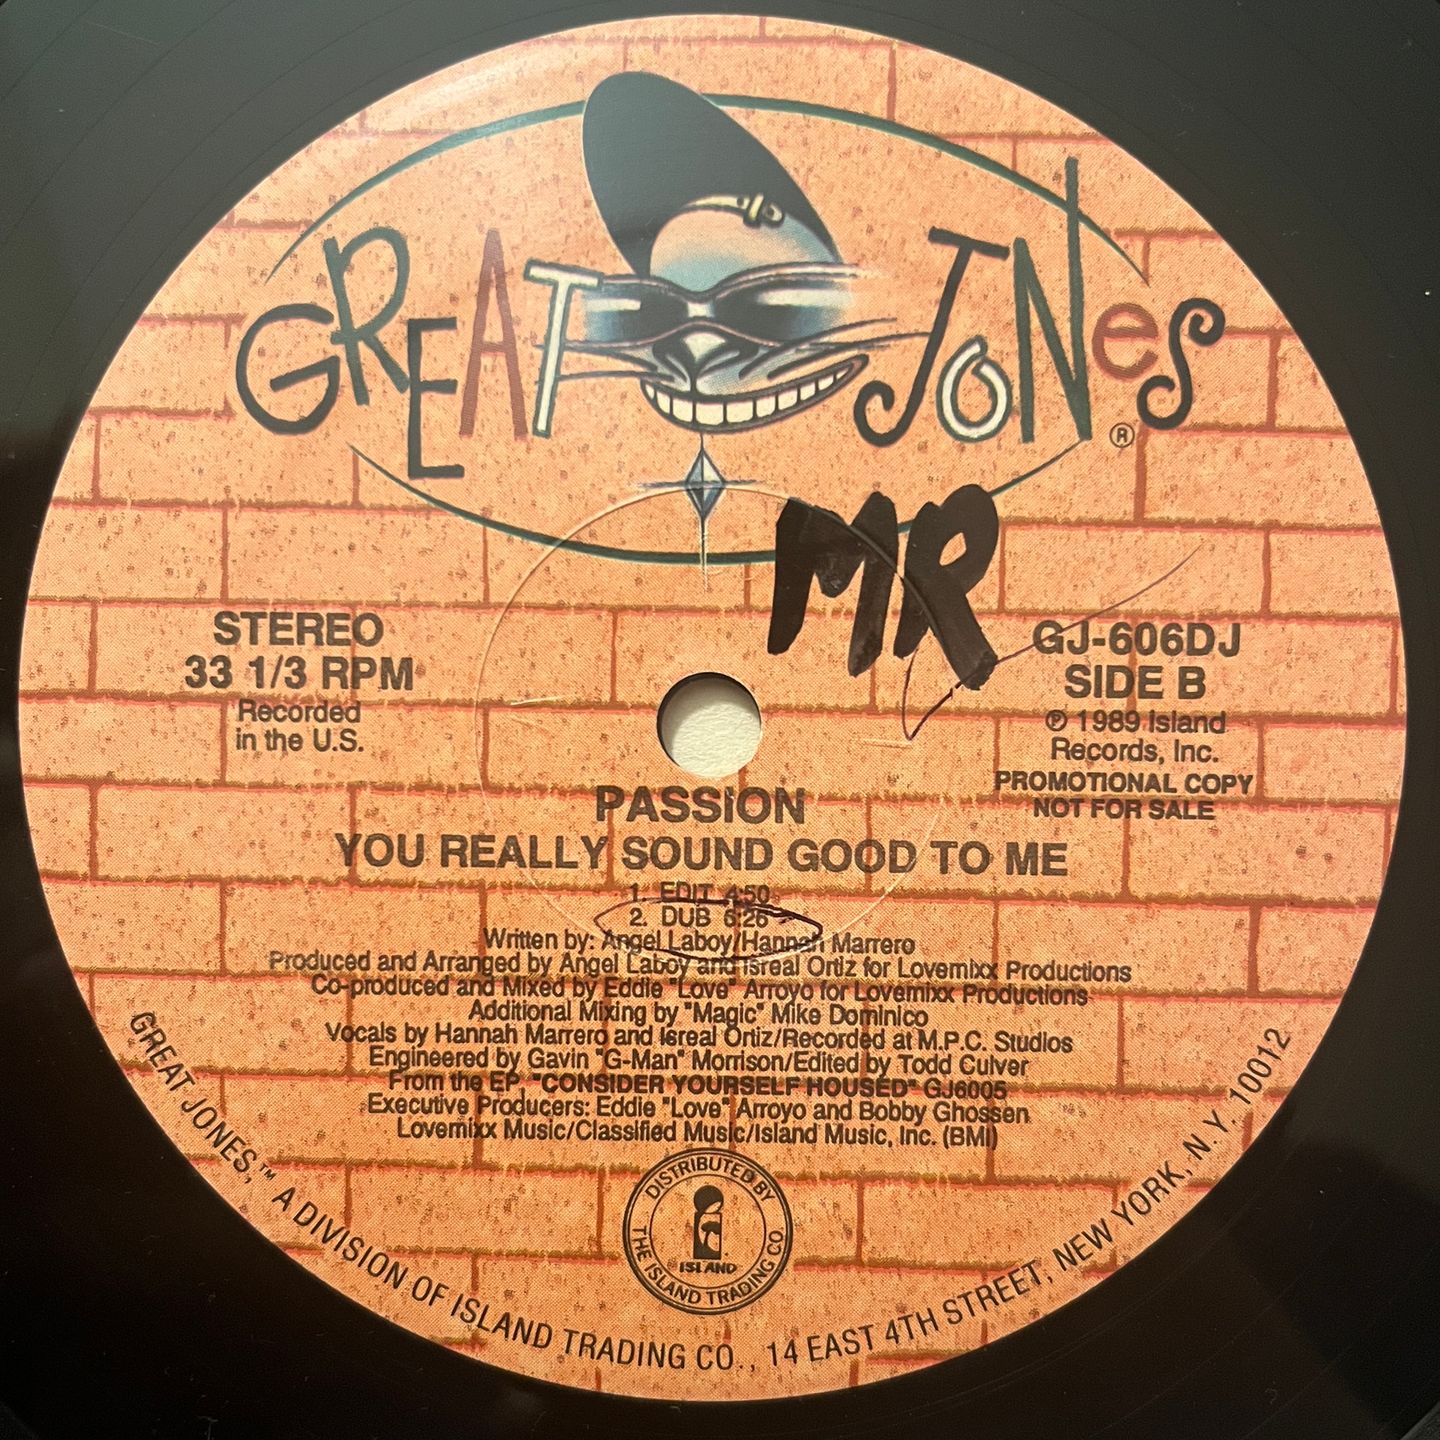 GREAT JONES ®
MR
STEREO
33 1/3 RPM
Recorded
in the U.S.
GJ-606DJ
SIDE B
℗ 1989 Island
Records, Inc.
PROMOTIONAL COPY
NOT FOR SALE
PASSION
YOU REALLY SOUND GOOD TO ME
1. EDIT 4:50
2. DUB 6:26
Written by: Angel Laboy/Hannah Marrero
Produced and Arranged by Angel Laboy and Isreal Ortiz for Lovemixx Productions
Co-produced and Mixed by Eddie "Love" Arroyo for Lovemixx Productions
Additional Mixing by "Magic" Mike Dominico
Vocals by Hannah Marrero and Isreal Ortiz/Recorded at M.P.C. Studios
Engineered by Gavin "G-Man" Morrison/Edited by Todd Culver
From the EP, "CONSIDER YOURSELF HOUSED" GJ6005
Executive Producers: Eddie "Love" Arroyo and Bobby Ghossen
Lovemixx Music/Classified Music/Island Music, Inc. (BMI)
DISTRIBUTED BY
THE ISLAND TRADING CO.
ISLAND
GREAT JONES,™ A DIVISION OF ISLAND TRADING CO., 14 EAST 4TH STREET, NEW YORK, N.Y. 10012